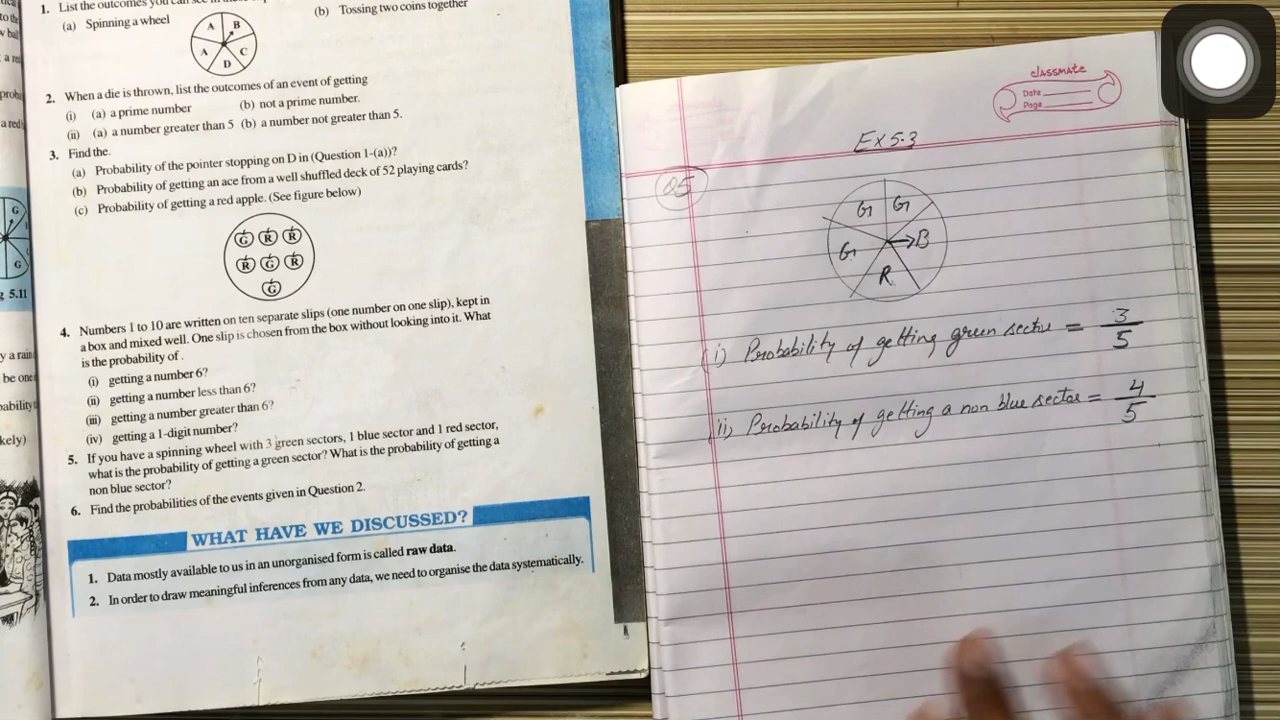 1. List the outcomes you can see in these
(a) Spinning a wheel
(b) Tossing two coins together
A B
A C
D
2. When a die is thrown, list the outcomes of an event of getting
(i) (a) a prime number (b) not a prime number.
(ii) (a) a number greater than 5 (b) a number not greater than 5.
3. Find the.
(a) Probability of the pointer stopping on D in (Question 1-(a))?
(b) Probability of getting an ace from a well shuffled deck of 52 playing cards?
(c) Probability of getting a red apple. (See figure below)
G R R
R G R
G
4. Numbers 1 to 10 are written on ten separate slips (one number on one slip), kept in
a box and mixed well. One slip is chosen from the box without looking into it. What
is the probability of .
(i) getting a number 6?
(ii) getting a number less than 6?
(iii) getting a number greater than 6?
(iv) getting a 1-digit number?
5. If you have a spinning wheel with 3 green sectors, 1 blue sector and 1 red sector,
what is the probability of getting a green sector? What is the probability of getting a
non blue sector?
6. Find the probabilities of the events given in Question 2.
WHAT HAVE WE DISCUSSED?
1. Data mostly available to us in an unorganised form is called raw data.
2. In order to draw meaningful inferences from any data, we need to organise the data systematically.
to the
w bal
a red
G
G
5.11
y a rain
be one
kely)
classmate
Date
Page
Ex 5.3
Q5
G G
G B
R
(i) Probability of getting green sector = 3/5
(ii) Probability of getting a non blue sector = 4/5